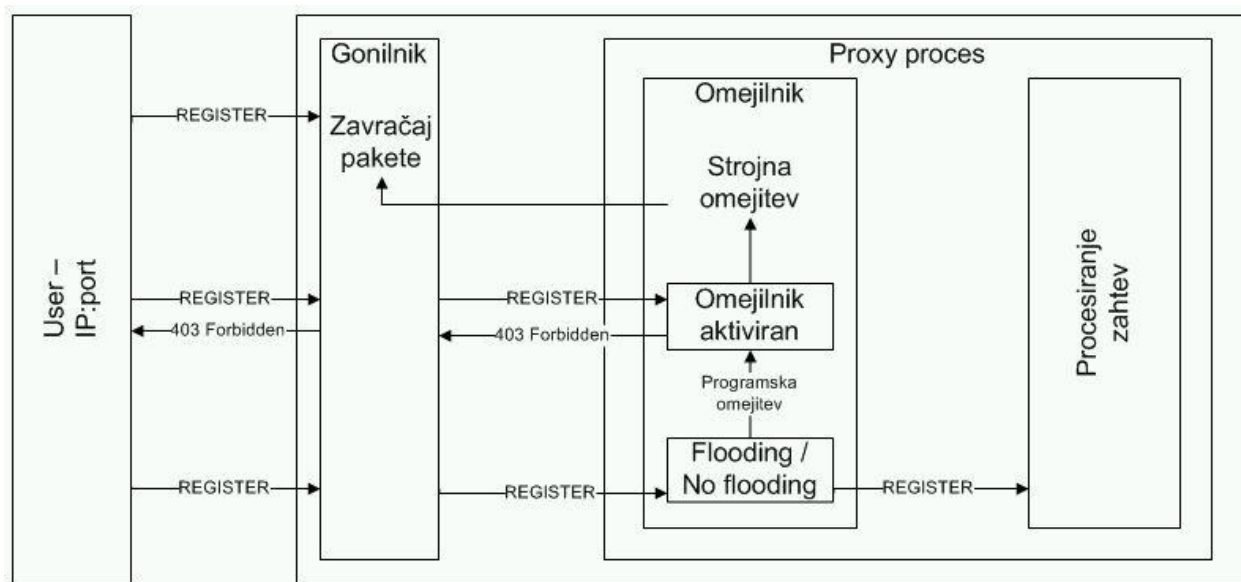 Gonilnik
Proxy proces
Omejilnik
REGISTER
Zavračaj
pakete
Strojna
omejitev
User –
IP:port
REGISTER
REGISTER
Omejilnik
aktiviran
403 Forbidden
403 Forbidden
Procesiranje
zahtev
Programska
omejitev
Flooding /
No flooding
REGISTER
REGISTER
REGISTER